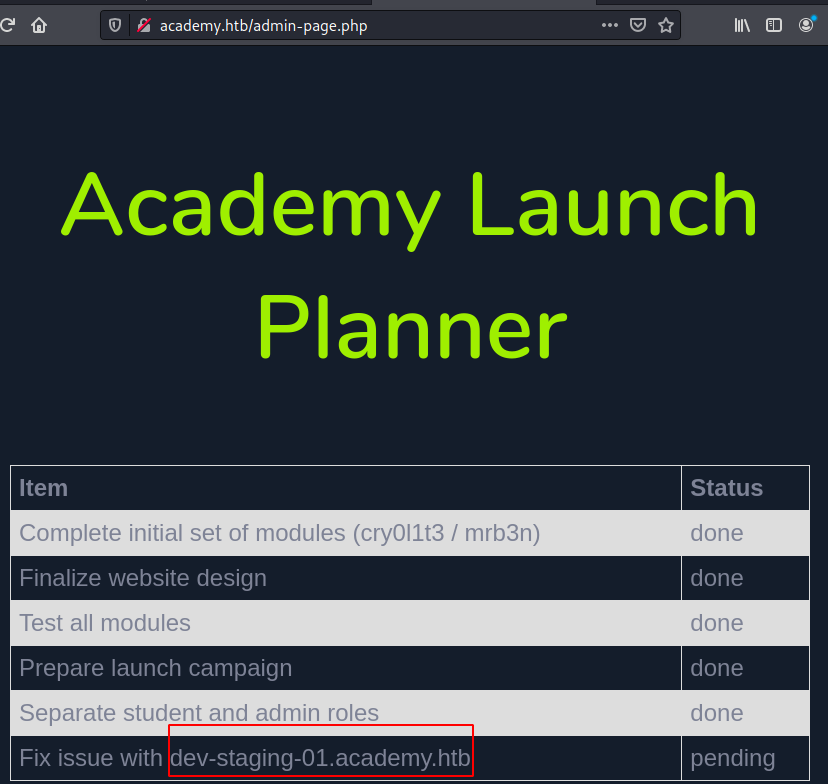 academy.htb/admin-page.php
Academy Launch
Planner
Item Status
Complete initial set of modules (cry0l1t3 / mrb3n) done
Finalize website design done
Test all modules done
Prepare launch campaign done
Separate student and admin roles done
Fix issue with dev-staging-01.academy.htb pending